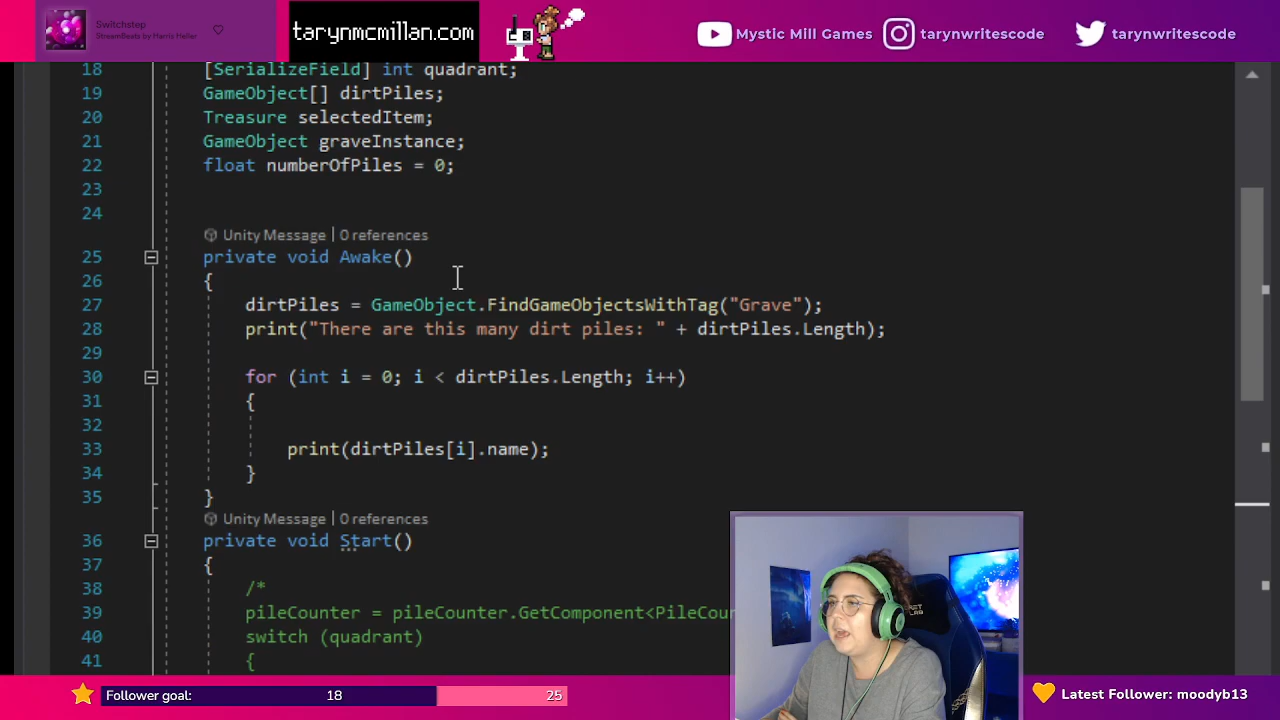 Switchstep
StreamBeats by Harris Heller
tarynmcmillan.com
Mystic Mill Games
tarynwritescode
tarynwritescode
18 [SerializeField] int quadrant;
19 GameObject[] dirtPiles;
20 Treasure selectedItem;
21 GameObject graveInstance;
22 float numberOfPiles = 0;
23
24
Unity Message | 0 references
25 private void Awake()
26 {
27 dirtPiles = GameObject.FindGameObjectsWithTag("Grave");
28 print("There are this many dirt piles: " + dirtPiles.Length);
29
30 for (int i = 0; i < dirtPiles.Length; i++)
31 {
32
33 print(dirtPiles[i].name);
34 }
35 }
Unity Message | 0 references
36 private void Start()
37 {
38 /*
39 pileCounter = pileCounter.GetComponent<PileCoun
40 switch (quadrant)
41 {
Follower goal: 18 25
Latest Follower: moodyb13